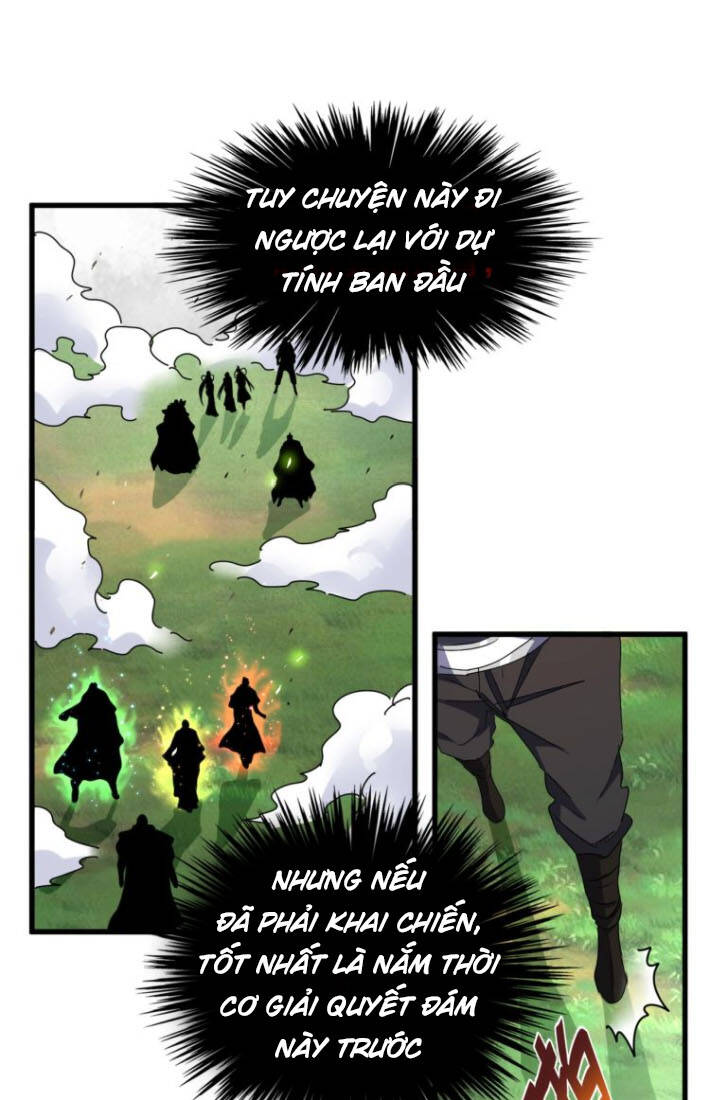 TUY CHUYỆN NÀY ĐI
NGƯỢC LẠI VỚI DỰ
TÍNH BAN ĐẦU
NHƯNG NẾU
ĐÃ PHẢI KHAI CHIẾN,
TỐT NHẤT LÀ NẮM THỜI
CƠ GIẢI QUYẾT ĐÁM
NÀY TRƯỚC